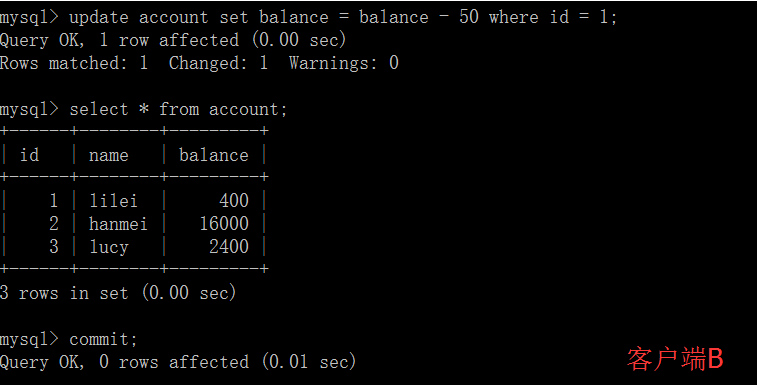 mysql> update account set balance = balance - 50 where id = 1;
Query OK, 1 row affected (0.00 sec)
Rows matched: 1  Changed: 1  Warnings: 0

mysql> select * from account;
+------+--------+---------+
| id   | name   | balance |
+------+--------+---------+
|    1 | lilei  |     400 |
|    2 | hanmei |   16000 |
|    3 | lucy   |    2400 |
+------+--------+---------+
3 rows in set (0.00 sec)

mysql> commit;
Query OK, 0 rows affected (0.01 sec)
客户端B